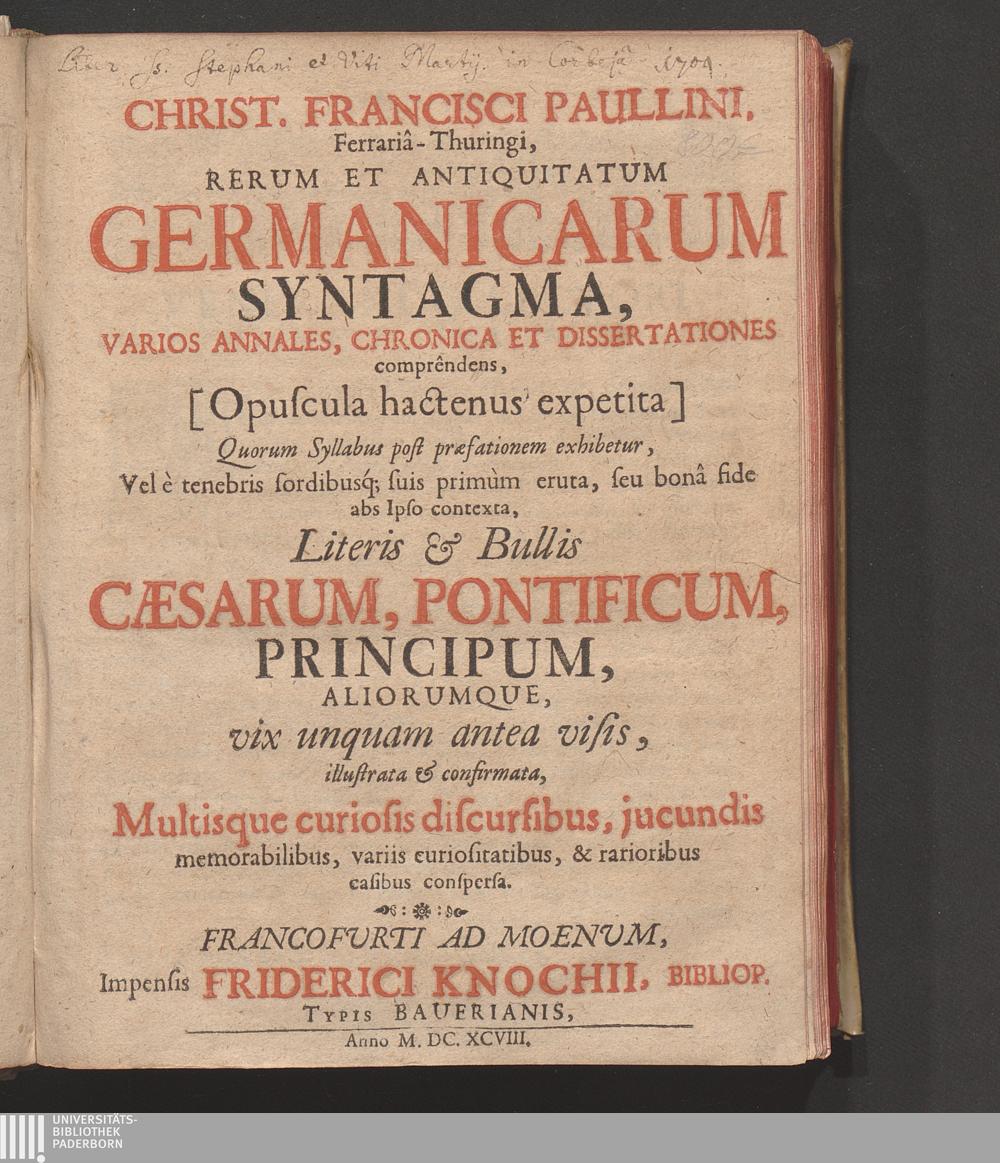 Liber Ss. Stephani et Viti Marty. in Corbejâ 1704.
CHRIST. FRANCISCI PAULLINI,
Ferrariâ-Thuringi,
RERUM ET ANTIQUITATUM
GERMANICARUM
SYNTAGMA,
VARIOS ANNALES, CHRONICA ET DISSERTATIONES
comprêndens,
[Opuſcula hactenus expetita]
Quorum Syllabus poſt præfationem exhibetur,
Vel è tenebris ſordibusq́; ſuis primùm eruta, ſeu bonâ fide
abs Ipſo contexta,
Literis & Bullis
CÆSARUM, PONTIFICUM,
PRINCIPUM,
ALIORUMQUE,
vix unquam antea viſis,
illuſtrata & confirmata,
Multisque curioſis diſcurſibus, jucundis
memorabilibus, variis curioſitatibus, & rarioribus
caſibus conſperſa.
FRANCOFURTI AD MOENUM,
Impenſis FRIDERICI KNOCHII, BIBLIOP.
TYPIS BAUERIANIS,
Anno M. DC. XCVIII.
UNIVERSITÄTS-
BIBLIOTHEK
PADERBORN